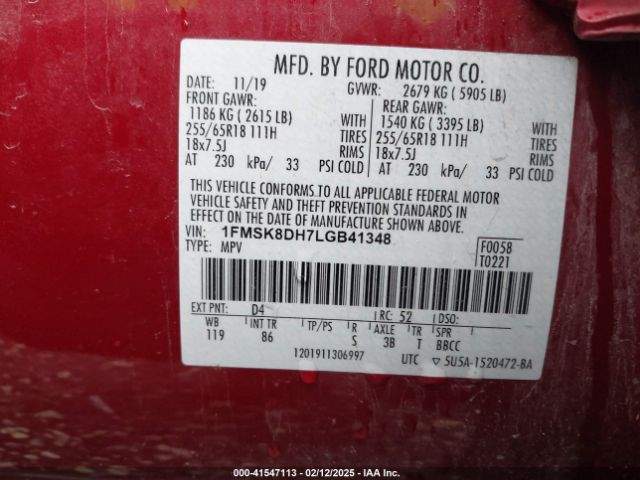 MFD. BY FORD MOTOR CO.
DATE: 11/19 GVWR: 2679 KG ( 5905 LB)
FRONT GAWR: REAR GAWR:
1186 KG ( 2615 LB) WITH 1540 KG ( 3395 LB) WITH
255/65R18 111H TIRES 255/65R18 111H TIRES
18x7.5J RIMS 18x7.5J RIMS
AT 230 kPa/ 33 PSI COLD AT 230 kPa/ 33 PSI COLD
THIS VEHICLE CONFORMS TO ALL APPLICABLE FEDERAL MOTOR
VEHICLE SAFETY AND THEFT PREVENTION STANDARDS IN
EFFECT ON THE DATE OF MANUFACTURE SHOWN ABOVE.
VIN: 1FMSK8DH7LGB41348
TYPE: MPV
F0058
T0221
EXT PNT: D4 RC: 52 DSO:
WB INT TR TP/PS R AXLE TR SPR
119 86 S 3B T BBCC
1201911306997 UTC ▽ 5U5A-1520472-BA
000-41547113 - 02/12/2025 - IAA Inc.